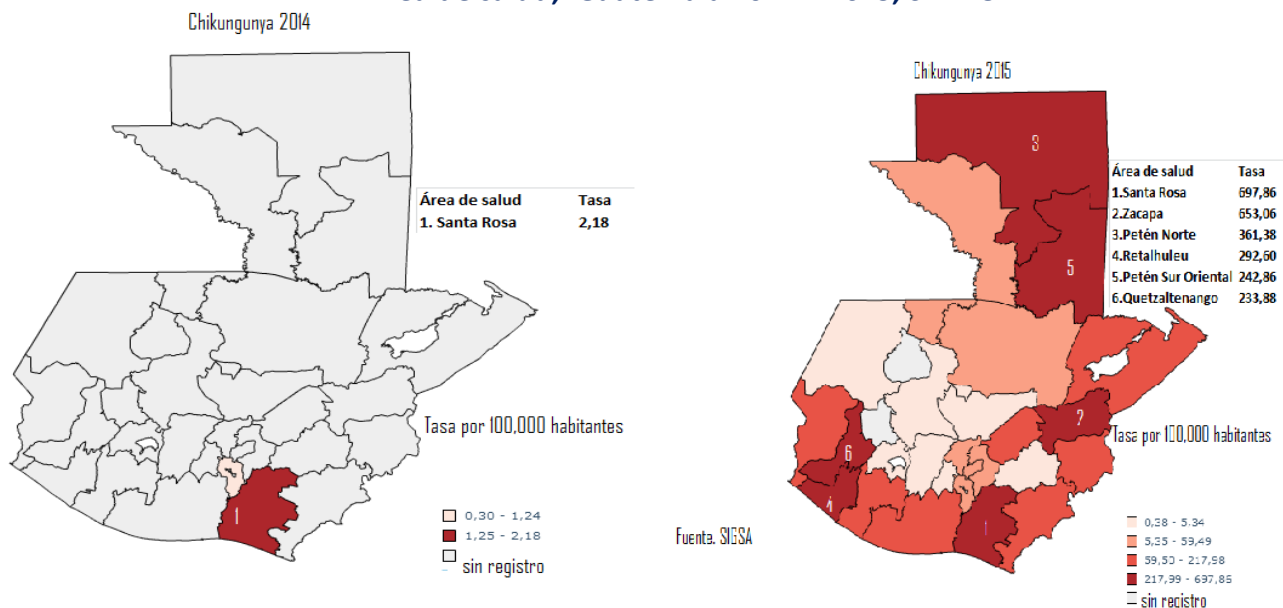 Chikungunya 2014
Área de salud Tasa
1. Santa Rosa 2,18
1
Tasa por 100,000 habitantes
0,30 - 1,24
1,25 - 2,18
sin registro
Chikungunya 2015
3
Área de salud Tasa
1.Santa Rosa 697,86
2.Zacapa 653,06
3.Petén Norte 361,38
4.Retalhuleu 292,60
5.Petén Sur Oriental 242,86
6.Quetzaltenango 233,88
5
6
4
1
Tasa por 100,000 habitantes
Fuente. SIGSA
0,38 - 5.34
5,35 - 59,49
59,50 - 217,98
217,99 - 697,86
sin registro